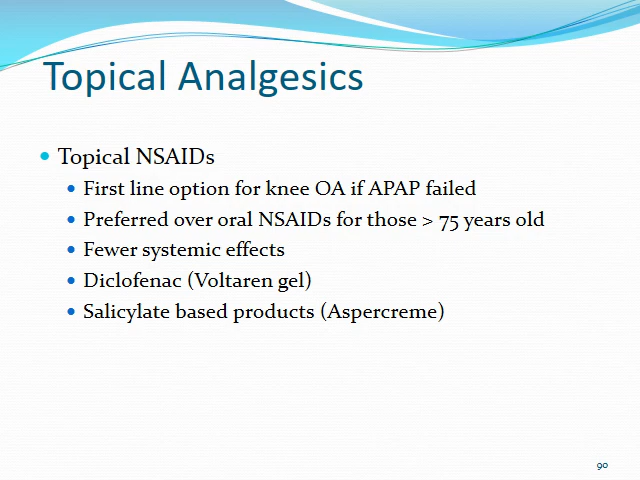 Topical Analgesics
• Topical NSAIDs
• First line option for knee OA if APAP failed
• Preferred over oral NSAIDs for those > 75 years old
• Fewer systemic effects
• Diclofenac (Voltaren gel)
• Salicylate based products (Aspercreme)
90